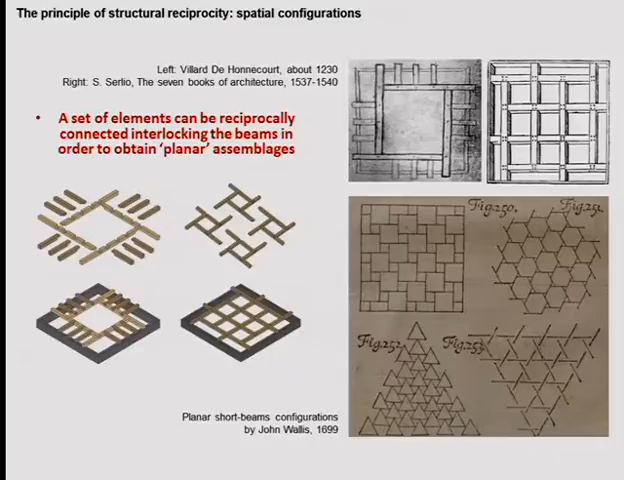 The principle of structural reciprocity: spatial configurations
Left: Villard De Honnecourt, about 1230
Right: S. Serlio, The seven books of architecture, 1537-1540
• A set of elements can be reciprocally
connected interlocking the beams in
order to obtain ‘planar’ assemblages
Fig:250.
Fig:251.
Fig:252.
Fig:253.
Planar short-beams configurations
by John Wallis, 1699